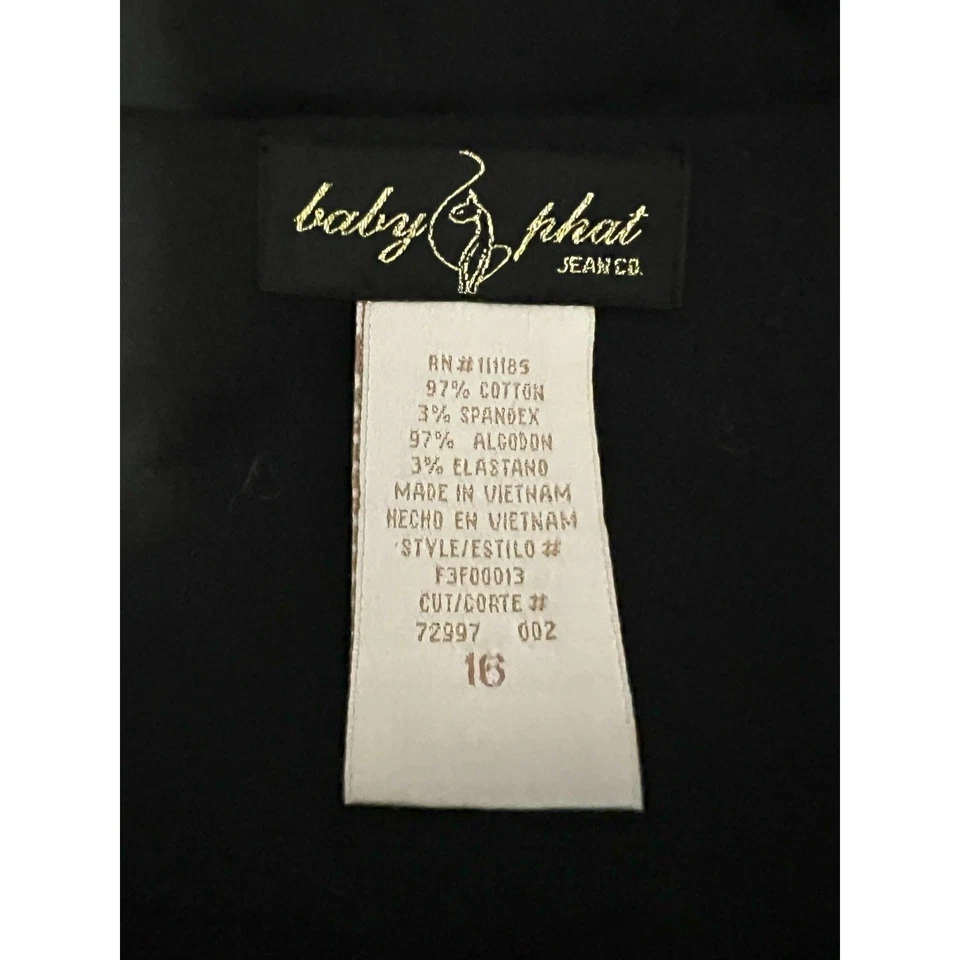 baby phat
JEAN CO.
RN#111185
97% COTTON
3% SPANDEX
97% ALGODON
3% ELASTANO
MADE IN VIETNAM
HECHO EN VIETNAM
STYLE/ESTILO #
F3F00013
CUT/CORTE #
72997 002
16